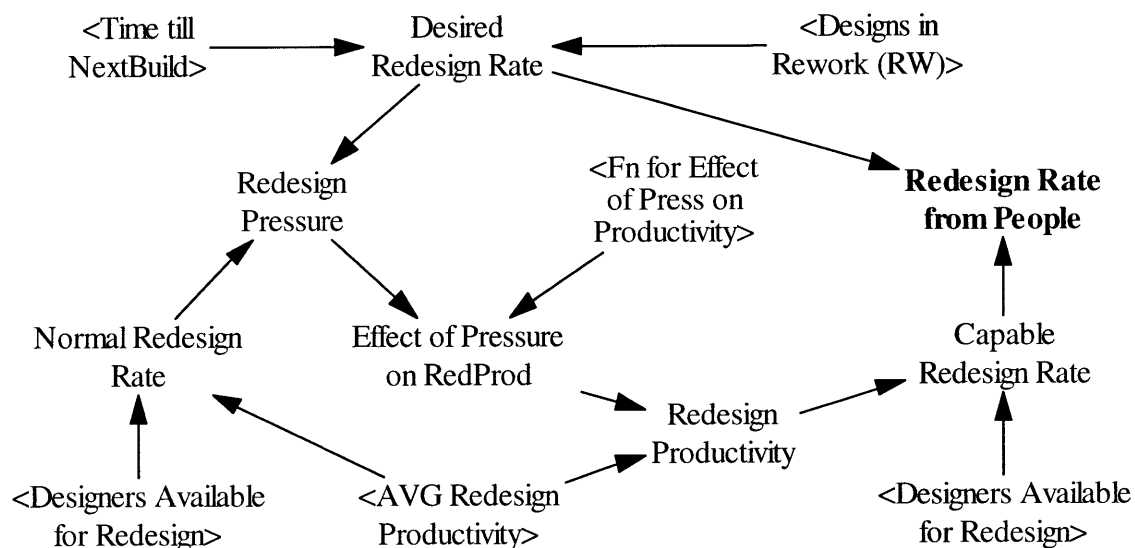 <Time till
NextBuild>
Desired
Redesign Rate
<Designs in
Rework (RW)>
Redesign
Pressure
<Fn for Effect
of Press on
Productivity>
Redesign Rate
from People
Normal Redesign
Rate
Effect of Pressure
on RedProd
Capable
Redesign Rate
Redesign
Productivity
<Designers Available
for Redesign>
<AVG Redesign
Productivity>
<Designers Available
for Redesign>